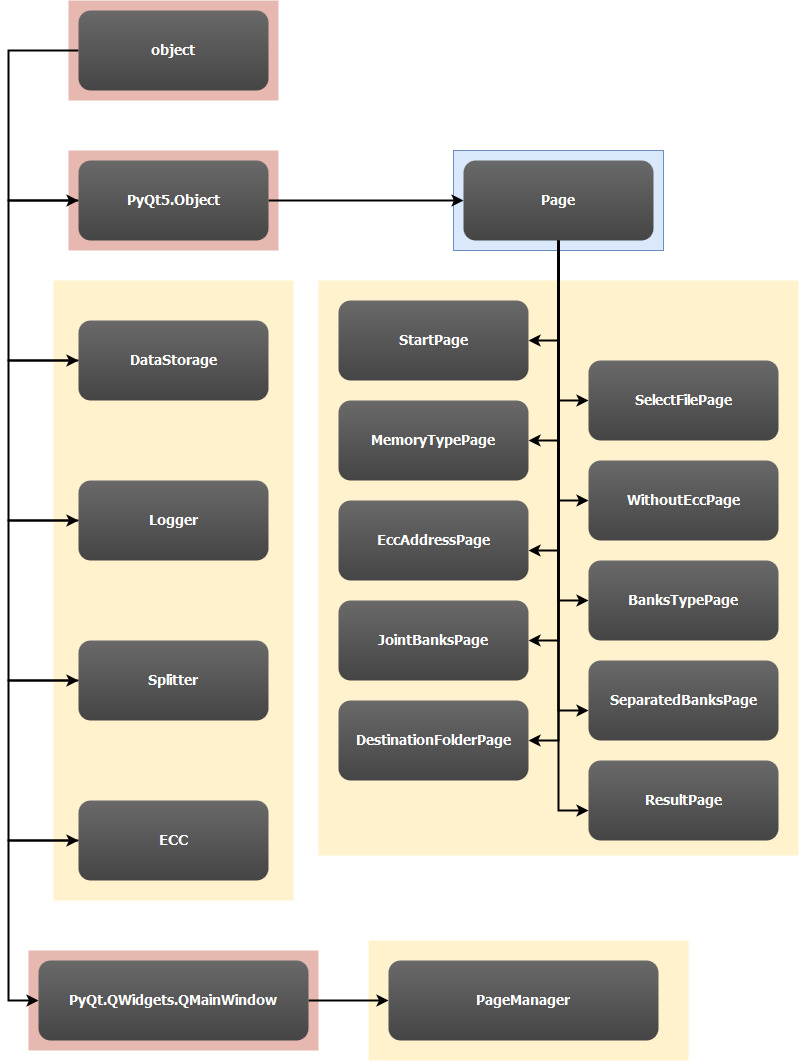 object
PyQt5.Object
Page
DataStorage
StartPage
SelectFilePage
MemoryTypePage
WithoutEccPage
Logger
EccAddressPage
BanksTypePage
JointBanksPage
Splitter
SeparatedBanksPage
DestinationFolderPage
ResultPage
ECC
PyQt.QWidgets.QMainWindow
PageManager